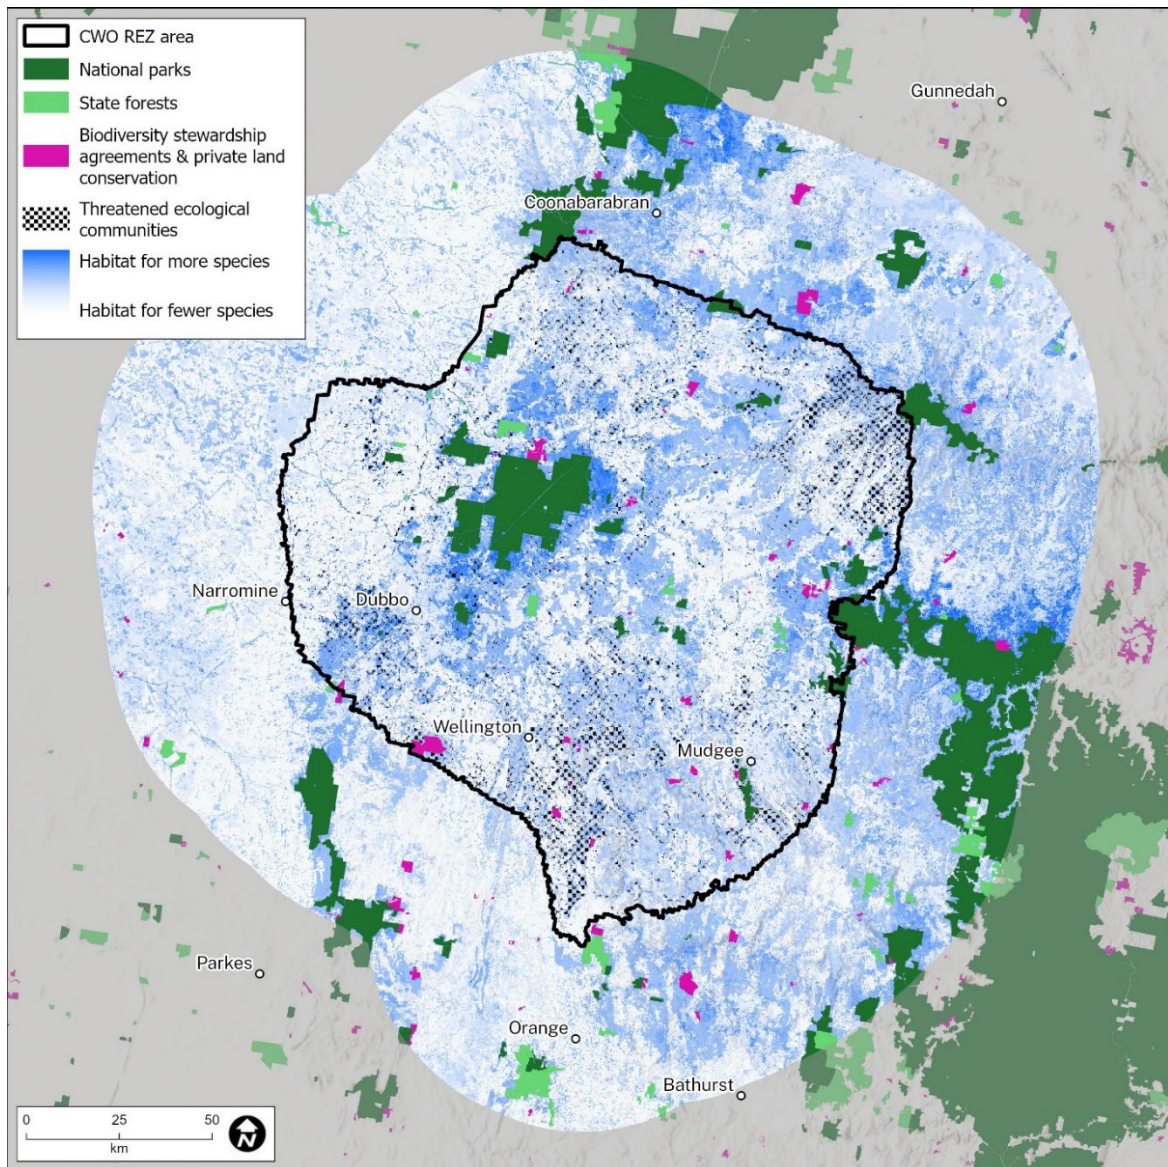 CWO REZ area
National parks
State forests
Biodiversity stewardship
agreements & private land
conservation
Threatened ecological
communities
Habitat for more species
Habitat for fewer species
Gunnedah
Coonabarabran
Narromine
Dubbo
Wellington
Mudgee
Parkes
Orange
Bathurst
0 25 50
km
N